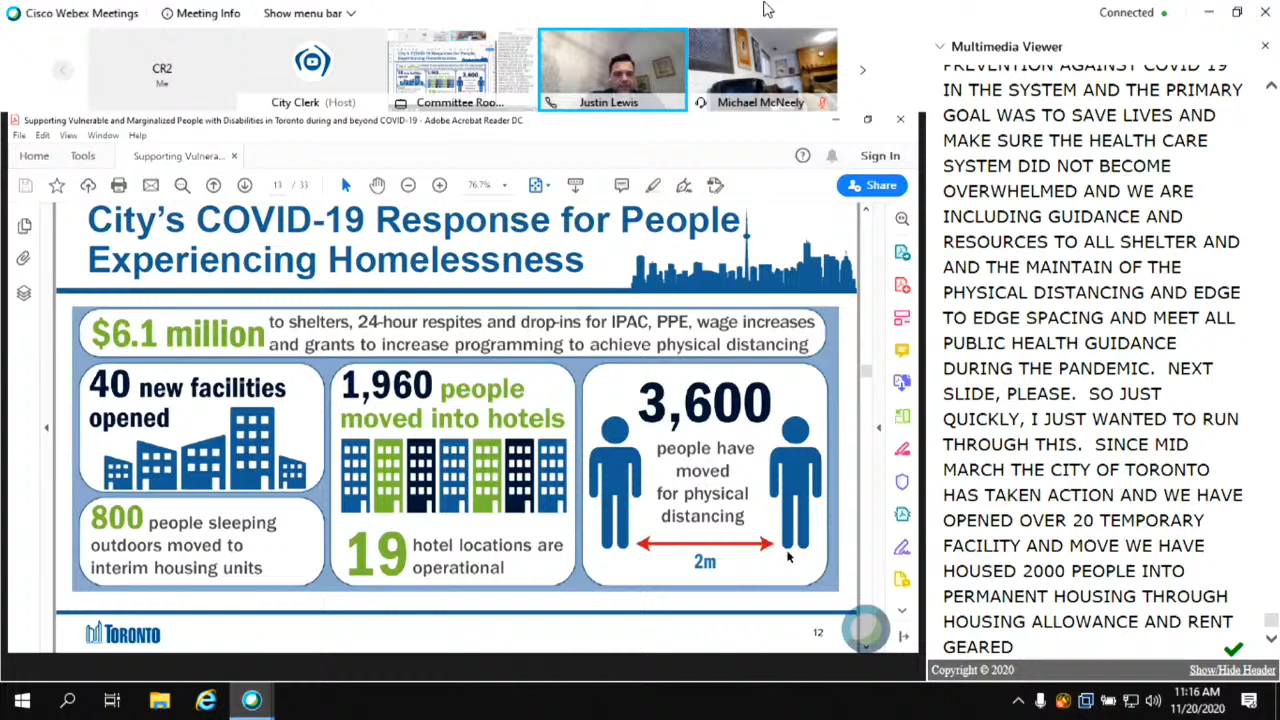 Cisco Webex Meetings
Meeting Info
Show menu bar
Connected
CR2
Me
City Clerk (Host)
Committee Roo...
Justin Lewis
Michael McNeely
Supporting Vulnerable and Marginalized People with Disabilities in Toronto during and beyond COVID-19 - Adobe Acrobat Reader DC
File Edit View Window Help
Home Tools Supporting Vulnera... × Sign In
13 / 33 76.7% Share
City's COVID-19 Response for People
Experiencing Homelessness
$6.1 million to shelters, 24-hour respites and drop-ins for IPAC, PPE, wage increases
and grants to increase programming to achieve physical distancing
40 new facilities
opened
800 people sleeping
outdoors moved to
interim housing units
1,960 people
moved into hotels
19 hotel locations are
operational
3,600
people have
moved
for physical
distancing
2m
TORONTO
12
Multimedia Viewer
PREVENTION AGAINST COVID 19
IN THE SYSTEM AND THE PRIMARY
GOAL WAS TO SAVE LIVES AND
MAKE SURE THE HEALTH CARE
SYSTEM DID NOT BECOME
OVERWHELMED AND WE ARE
INCLUDING GUIDANCE AND
RESOURCES TO ALL SHELTER AND
AND THE MAINTAIN OF THE
PHYSICAL DISTANCING AND EDGE
TO EDGE SPACING AND MEET ALL
PUBLIC HEALTH GUIDANCE
DURING THE PANDEMIC.  NEXT
SLIDE, PLEASE.  SO JUST
QUICKLY, I JUST WANTED TO RUN
THROUGH THIS.  SINCE MID
MARCH THE CITY OF TORONTO
HAS TAKEN ACTION AND WE HAVE
OPENED OVER 20 TEMPORARY
FACILITY AND MOVE WE HAVE
HOUSED 2000 PEOPLE INTO
PERMANENT HOUSING THROUGH
HOUSING ALLOWANCE AND RENT
GEARED
Copyright © 2020 Show/Hide Header
11:16 AM
11/20/2020